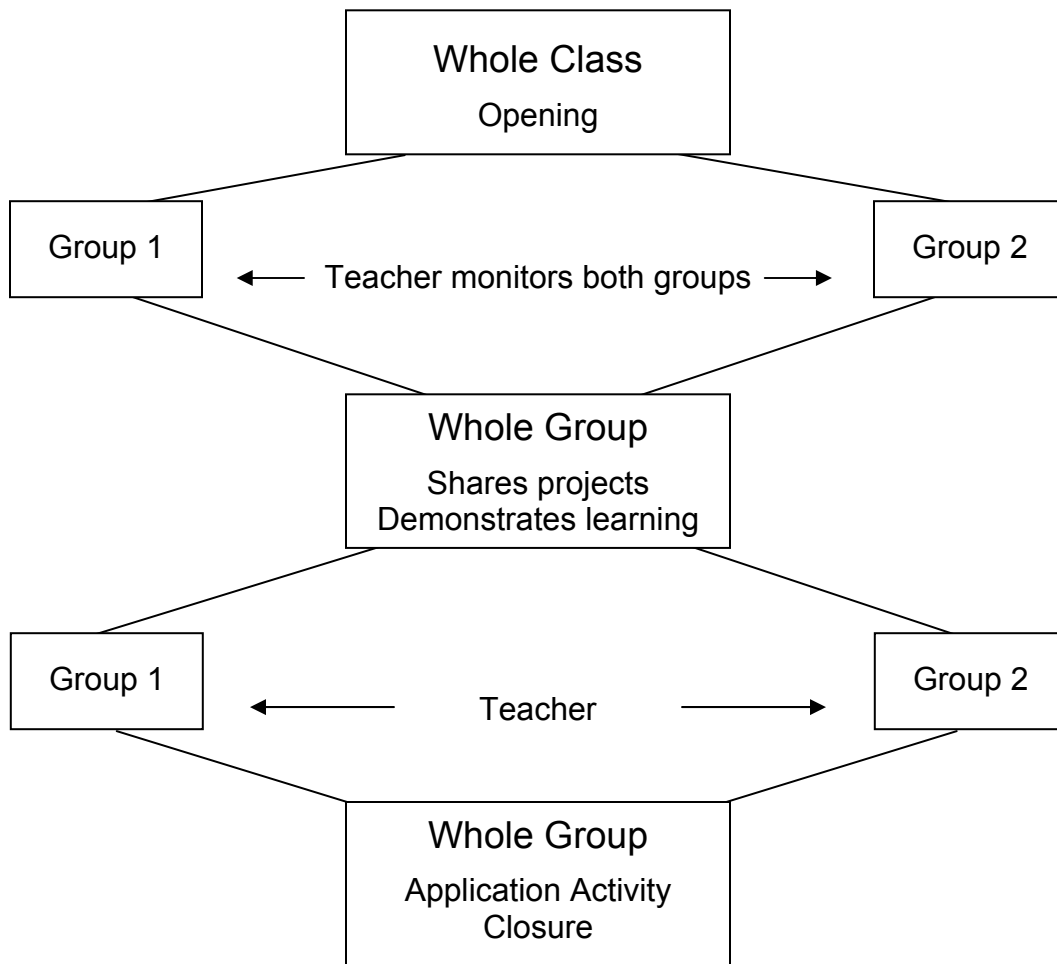 Whole Class
Opening
Group 1
Group 2
Teacher monitors both groups
Whole Group
Shares projects
Demonstrates learning
Group 1
Group 2
Teacher
Whole Group
Application Activity
Closure